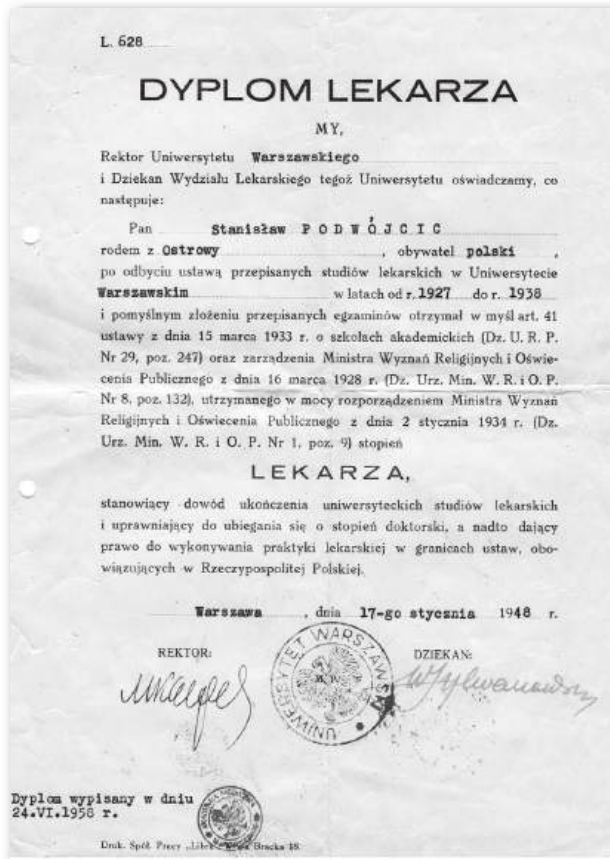 L. 628
DYPLOM LEKARZA
MY,
Rektor Uniwersytetu Warszawskiego
i Dziekan Wydziału Lekarskiego tegoż Uniwersytetu oświadczamy, co
następuje:
Pan Stanisław PODWÓJCIC
rodem z Ostrowy, obywatel polski,
po odbyciu ustawą przepisanych studiów lekarskich w Uniwersytecie
Warszawskim w latach od r. 1927 do r. 1938
i pomyślnym złożeniu przepisanych egzaminów otrzymał w myśl art. 41
ustawy z dnia 15 marca 1933 r. o szkołach akademickich (Dz. U. R. P.
Nr 29, poz. 247) oraz zarządzenia Ministra Wyznań Religijnych i Oświe-
cenia Publicznego z dnia 16 marca 1928 r. (Dz. Urz. Min. W. R. i O. P.
Nr 8, poz. 132), utrzymanego w mocy rozporządzeniem Ministra Wyznań
Religijnych i Oświecenia Publicznego z dnia 2 stycznia 1934 r. (Dz.
Urz. Min. W. R. i O. P. Nr 1, poz. 9) stopień
LEKARZA,
stanowiący dowód ukończenia uniwersyteckich studiów lekarskich
i uprawniający do ubiegania się o stopień doktorski, a nadto dający
prawo do wykonywania praktyki lekarskiej w granicach ustaw, obo-
wiązujących w Rzeczypospolitej Polskiej.
Warszawa, dnia 17-go stycznia 1948 r.
REKTOR: DZIEKAN:
UNIWERSYTET WARSZAWSKI
Dyplom wypisany w dniu
24.VI.1958 r.
Druk. Spół. Pracy Bracka 18.